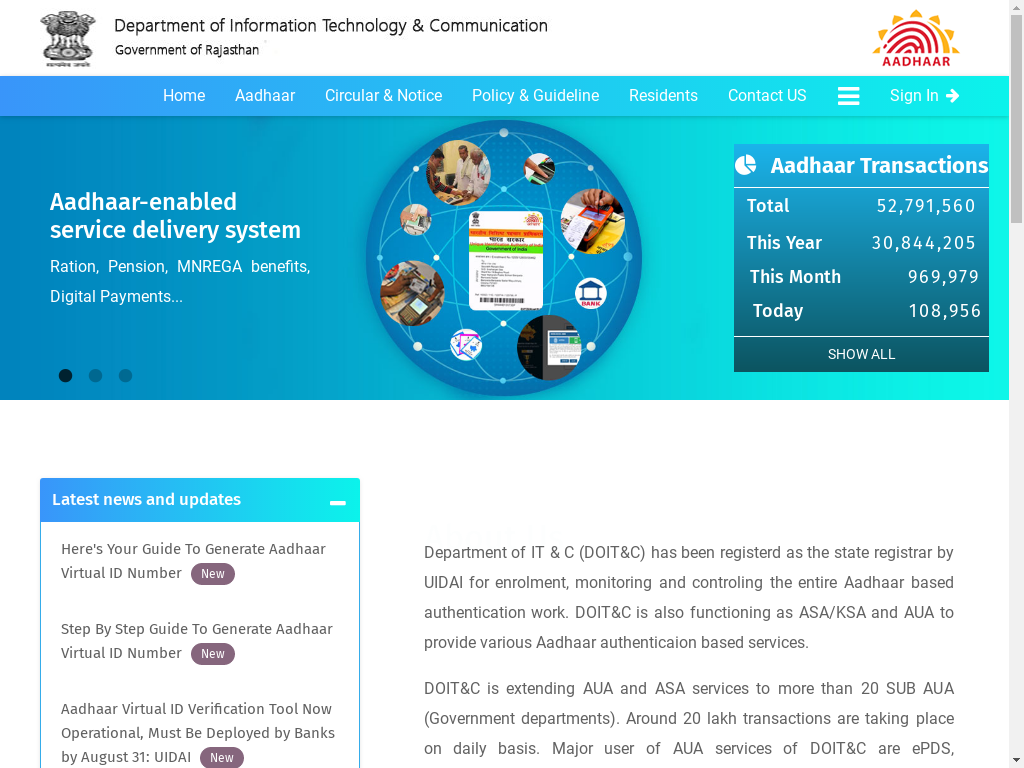 Department of Information Technology & Communication
Government of Rajasthan
AADHAAR
Home
Aadhaar
Circular & Notice
Policy & Guideline
Residents
Contact US
Sign In
Aadhaar-enabled
service delivery system
Ration, Pension, MNREGA benefits,
Digital Payments...
BANK
Aadhaar Transactions
Total 52,791,560
This Year 30,844,205
This Month 969,979
Today 108,956
SHOW ALL
Latest news and updates
Here's Your Guide To Generate Aadhaar
Virtual ID Number New
Step By Step Guide To Generate Aadhaar
Virtual ID Number New
Aadhaar Virtual ID Verification Tool Now
Operational, Must Be Deployed by Banks
by August 31: UIDAI New
Department of IT & C (DOIT&C) has been registerd as the state registrar by
UIDAI for enrolment, monitoring and controling the entire Aadhaar based
authentication work. DOIT&C is also functioning as ASA/KSA and AUA to
provide various Aadhaar authenticaion based services.
DOIT&C is extending AUA and ASA services to more than 20 SUB AUA
(Government departments). Around 20 lakh transactions are taking place
on daily basis. Major user of AUA services of DOIT&C are ePDS,